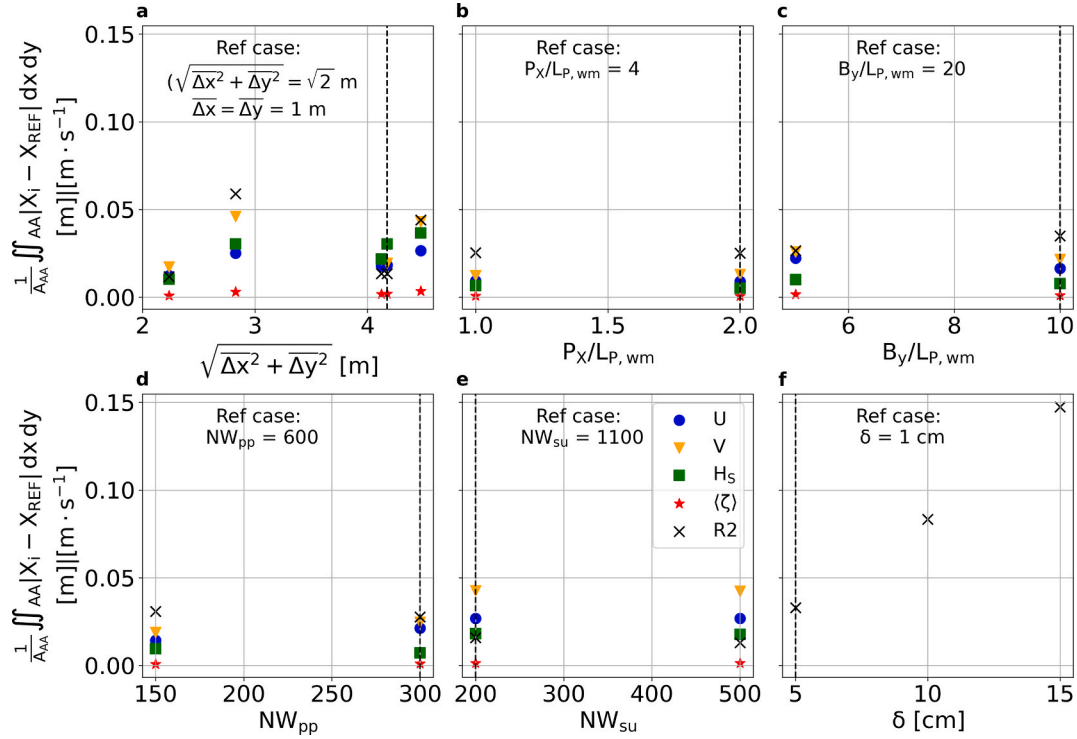 a
b
c
Ref case:
(√Δx̅² + Δy̅² = √2 m
Δx̅ = Δy̅ = 1 m
Ref case:
P_X/L_P, wm = 4
Ref case:
B_y/L_P, wm = 20
0.15
0.10
0.05
0.00
1/A_AA ∬_AA |X_i − X_REF| dx dy
[m]|[m · s⁻¹]
2 3 4
√Δx̅² + Δy̅² [m]
1.0 1.5 2.0
P_X/L_P, wm
6 8 10
B_y/L_P, wm
d
e
f
Ref case:
NW_pp = 600
Ref case:
NW_su = 1100
Ref case:
δ = 1 cm
U
V
H_S
⟨ζ⟩
R2
0.15
0.10
0.05
0.00
1/A_AA ∬_AA |X_i − X_REF| dx dy
[m]|[m · s⁻¹]
150 200 250 300
NW_pp
200 300 400 500
NW_su
5 10 15
δ [cm]